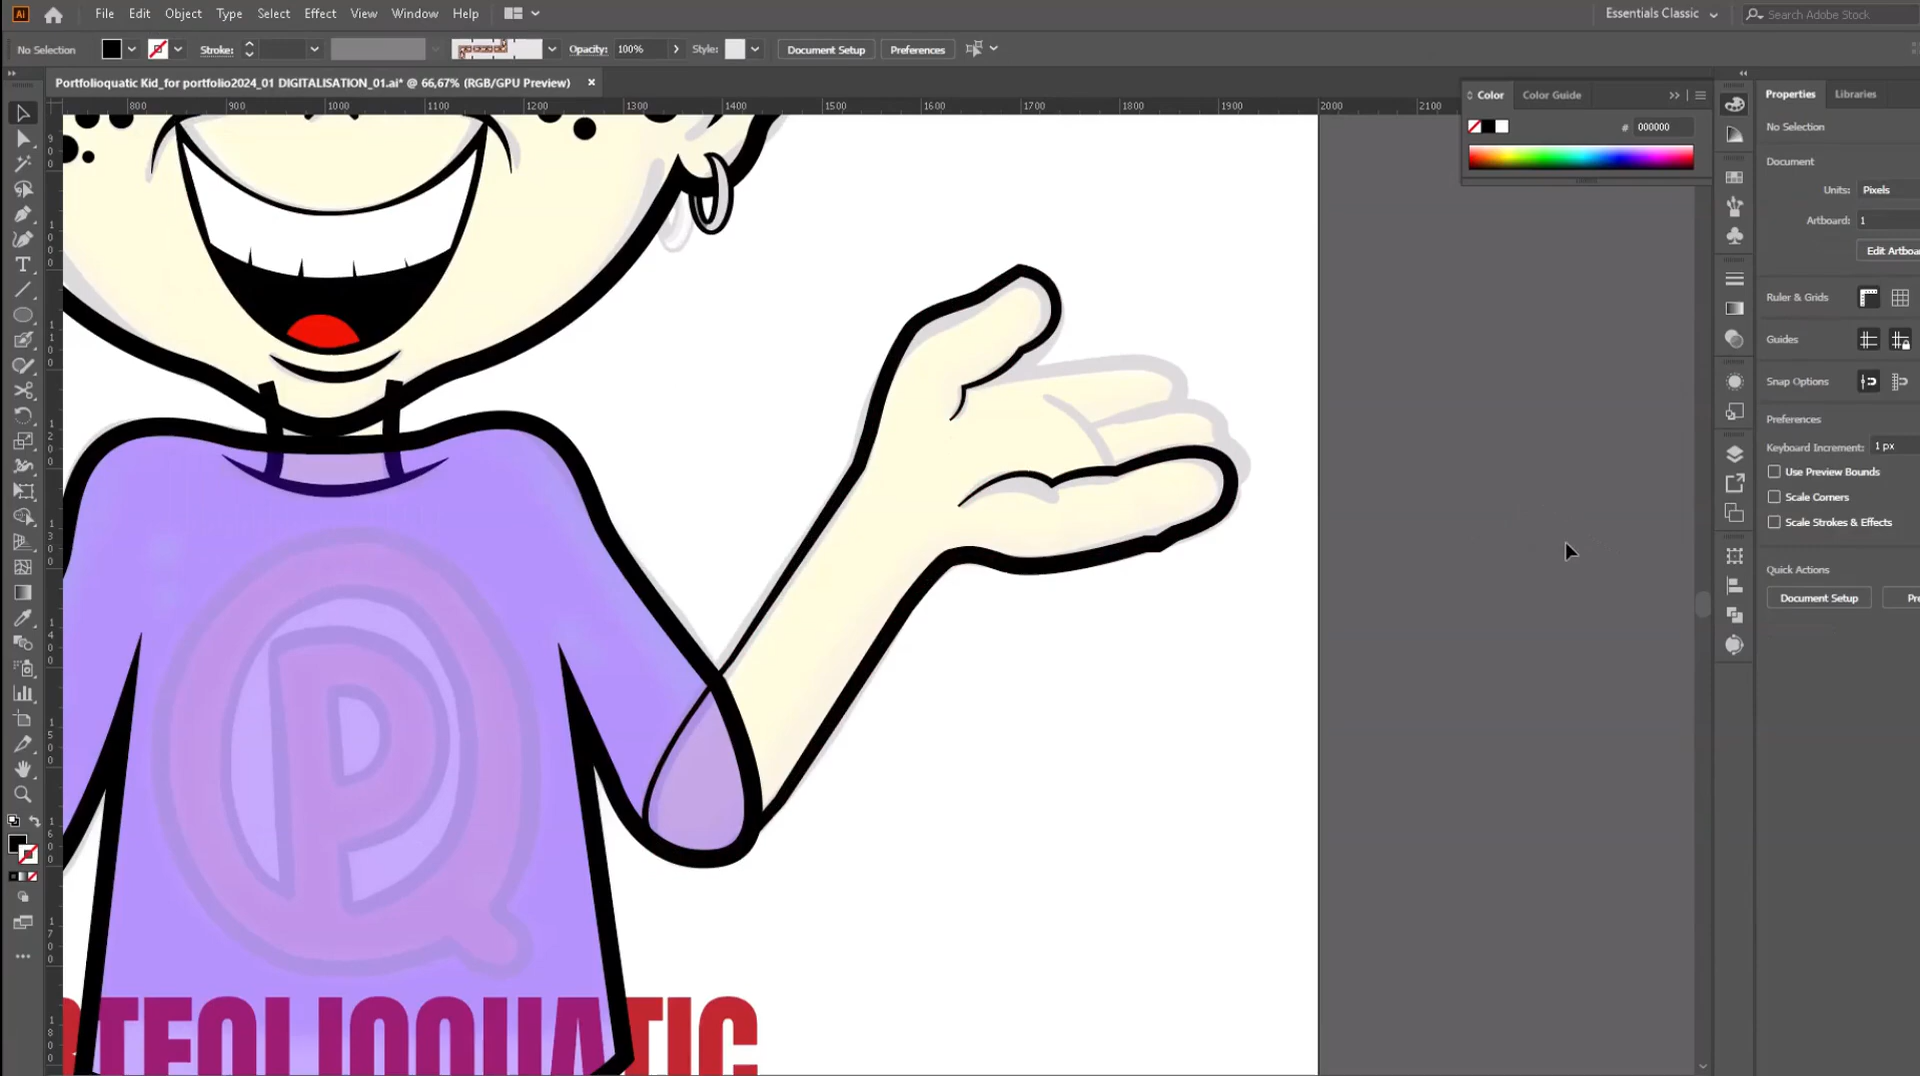 Ai File Edit Object Type Select Effect View Window Help Essentials Classic Search Adobe Stock
No Selection Stroke: Opacity: 100% Style: Document Setup Preferences
Portfolioquatic Kid_for portfolio2024_01 DIGITALISATION_01.ai* @ 66,67% (RGB/GPU Preview)
800 900 1000 1100 1200 1300 1400 1500 1600 1700 1800 1900 2000 2100
Color Color Guide
# 000000
Properties Libraries
No Selection
Document
Units: Pixels
Artboard: 1
Edit Artboa
Ruler & Grids
Guides
Snap Options
Preferences
Keyboard Increment: 1 px
Use Preview Bounds
Scale Corners
Scale Strokes & Effects
Quick Actions
Document Setup Pre
QP
RTFOLIOQUATIC